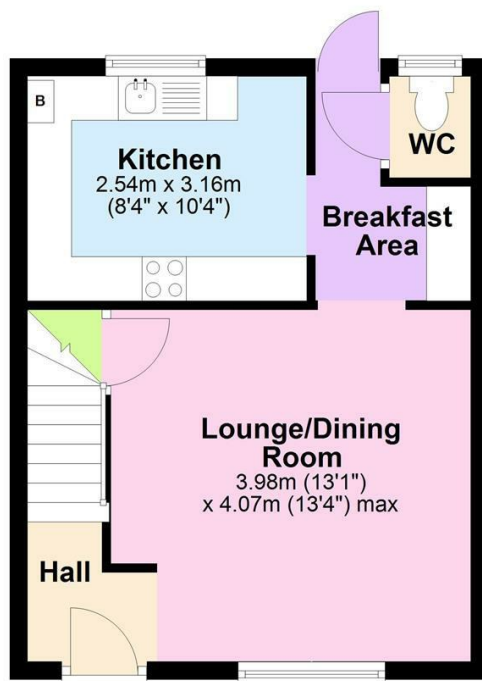 B
Kitchen
2.54m x 3.16m
(8'4" x 10'4")
WC
Breakfast
Area
Lounge/Dining
Room
3.98m (13'1")
x 4.07m (13'4") max
Hall